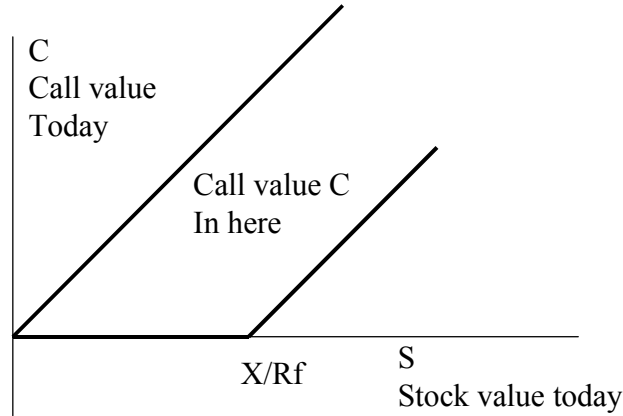 C
Call value
Today
Call value C
In here
X/Rf
S
Stock value today